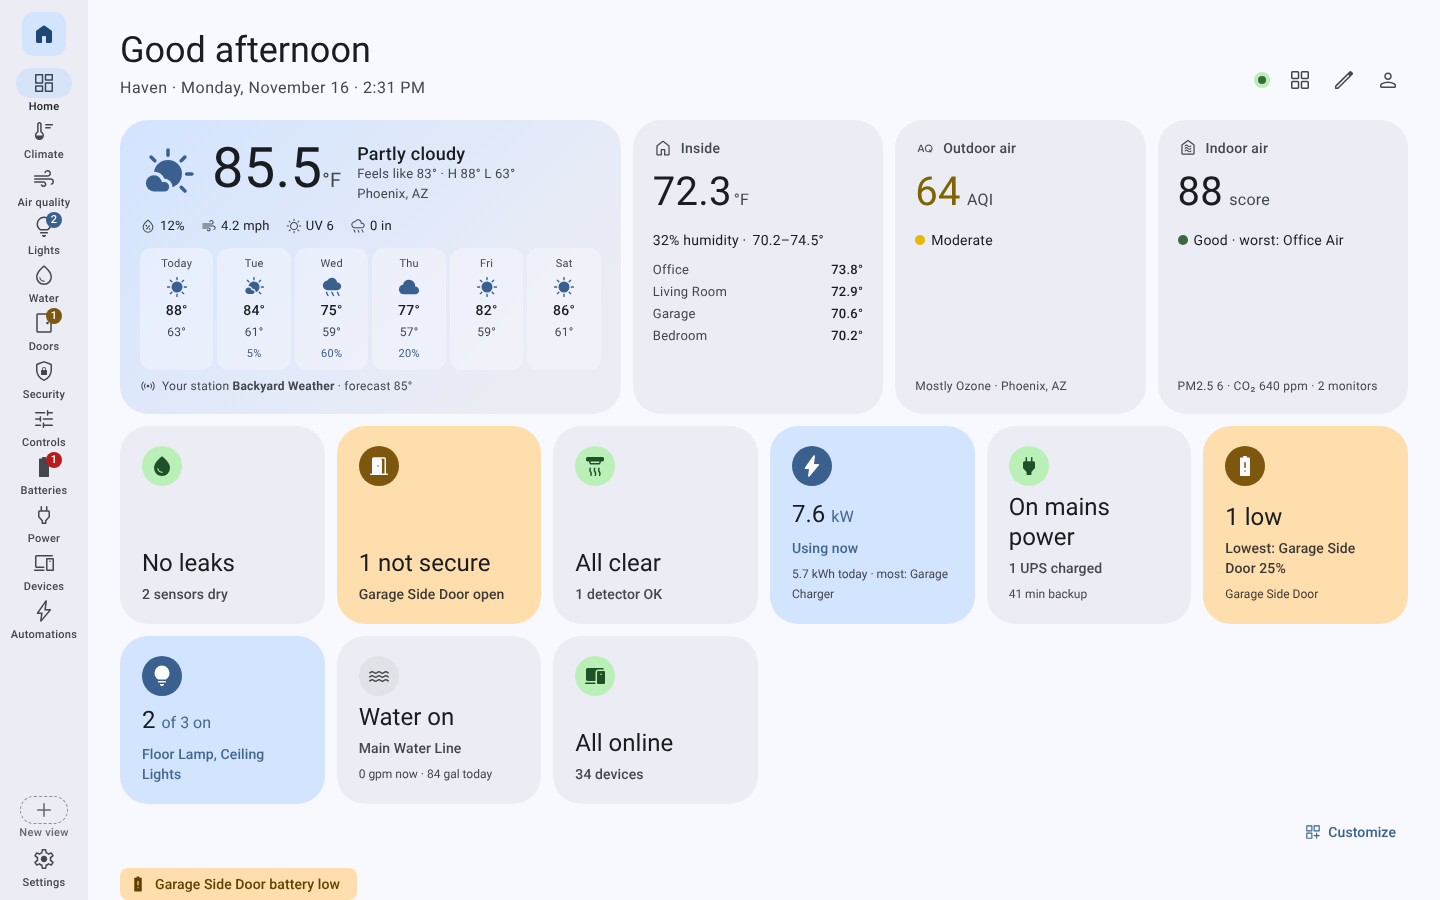 Good afternoon
Haven · Monday, November 16 · 2:31 PM
Home
Climate
Air quality
2
Lights
Water
1
Doors
Security
Controls
1
Batteries
Power
Devices
Automations
New view
Settings
85.5°F
Partly cloudy
Feels like 83° · H 88° L 63°
Phoenix, AZ
12% 4.2 mph UV 6 0 in
Today Tue Wed Thu Fri Sat
88° 84° 75° 77° 82° 86°
63° 61° 59° 57° 59° 61°
5% 60% 20%
Your station Backyard Weather · forecast 85°
Inside
72.3°F
32% humidity · 70.2–74.5°
Office 73.8°
Living Room 72.9°
Garage 70.6°
Bedroom 70.2°
AQ Outdoor air
64 AQI
Moderate
Mostly Ozone · Phoenix, AZ
Indoor air
88 score
Good · worst: Office Air
PM2.5 6 · CO₂ 640 ppm · 2 monitors
No leaks
2 sensors dry
1 not secure
Garage Side Door open
All clear
1 detector OK
7.6 kW
Using now
5.7 kWh today · most: Garage
Charger
On mains
power
1 UPS charged
41 min backup
1 low
Lowest: Garage Side
Door 25%
Garage Side Door
2 of 3 on
Floor Lamp, Ceiling
Lights
Water on
Main Water Line
0 gpm now · 84 gal today
All online
34 devices
Customize
Garage Side Door battery low